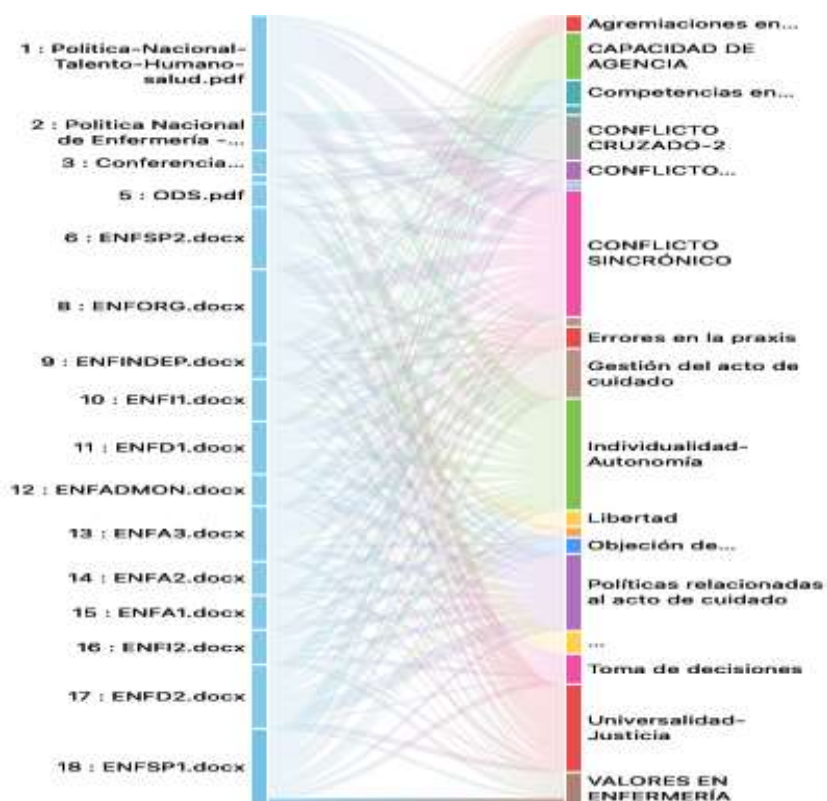 1 : Política-Nacional-
Talento-Humano-
salud.pdf
2 : Política Nacional
de Enfermería -...
3 : Conferencia...
5 : ODS.pdf
6 : ENFSP2.docx
8 : ENFORG.docx
9 : ENFINDEP.docx
10 : ENFI1.docx
11 : ENFD1.docx
12 : ENFADMON.docx
13 : ENFA3.docx
14 : ENFA2.docx
15 : ENFA1.docx
16 : ENFI2.docx
17 : ENFD2.docx
18 : ENFSP1.docx
Agremiaciones en...
CAPACIDAD DE
AGENCIA
Competencias en...
CONFLICTO
CRUZADO-2
CONFLICTO...
CONFLICTO
SINCRÓNICO
Errores en la praxis
Gestión del acto de
cuidado
Individualidad-
Autonomía
Libertad
Objeción de...
Políticas relacionadas
al acto de cuidado
...
Toma de decisiones
Universalidad-
Justicia
VALORES EN
ENFERMERÍA